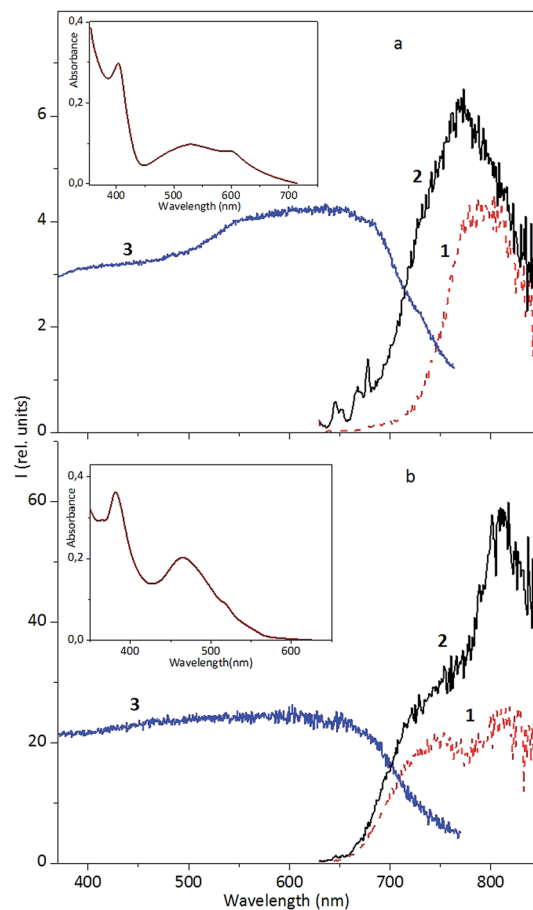 a
0,4
0,2
0,0
Absorbance
400 500 600 700
Wavelength (nm)
6
4
2
0
3
2
1
I (rel. units)
b
0,4
0,2
0,0
Absorbance
400 500 600
Wavelength(nm)
60
40
20
0
3
2
1
400 500 600 700 800
Wavelength (nm)